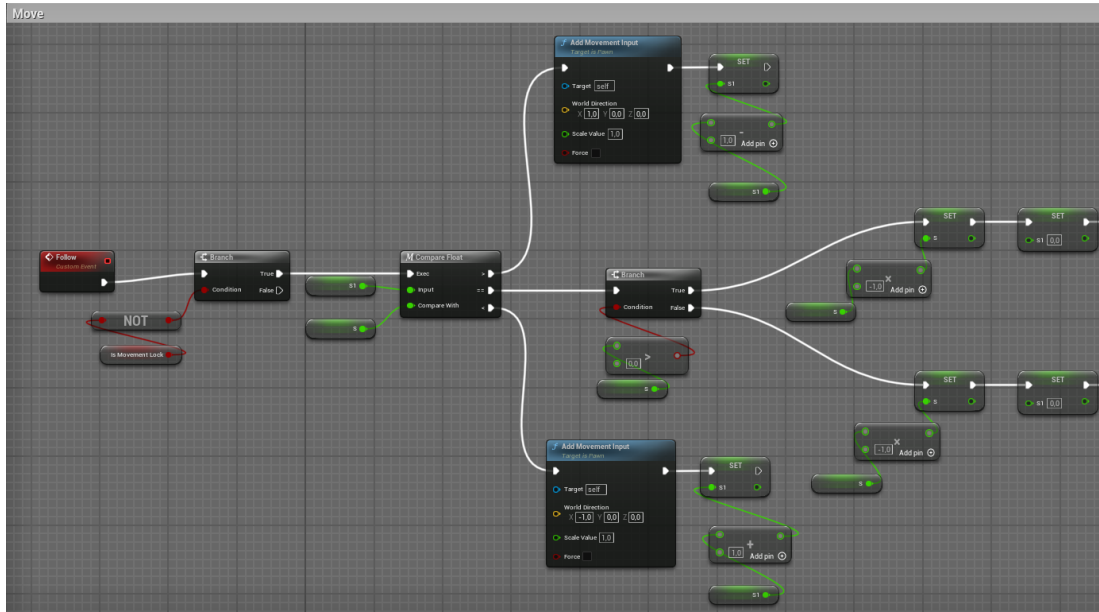 Move
Add Movement Input
Target is Pawn
Target self
World Direction
X 1,0 Y 0,0 Z 0,0
Scale Value 1,0
Force
SET
S1
-
1,0 Add pin
S1
Follow
Custom Event
Branch
True
Condition False
NOT
Is Movement Lock
S1
S
Compare Float
Exec >
Input ==
Compare With <
Branch
True
Condition False
>
0,0
S
SET
S
SET
S1 0,0
×
-1,0 Add pin
S
SET
S
SET
S1 0,0
×
-1,0 Add pin
S
Add Movement Input
Target is Pawn
Target self
World Direction
X -1,0 Y 0,0 Z 0,0
Scale Value 1,0
Force
SET
S1
+
1,0 Add pin
S1